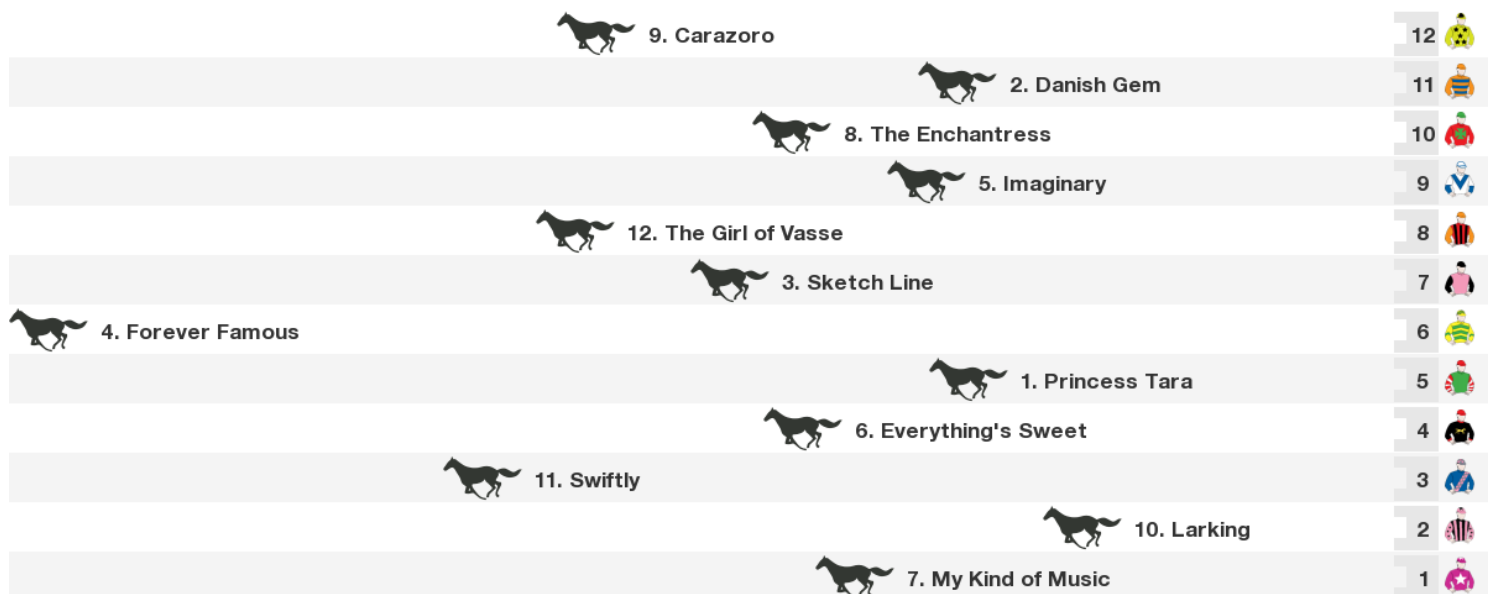 9. Carazoro 12
2. Danish Gem 11
8. The Enchantress 10
5. Imaginary 9
12. The Girl of Vasse 8
3. Sketch Line 7
4. Forever Famous 6
1. Princess Tara 5
6. Everything's Sweet 4
11. Swiftly 3
10. Larking 2
7. My Kind of Music 1